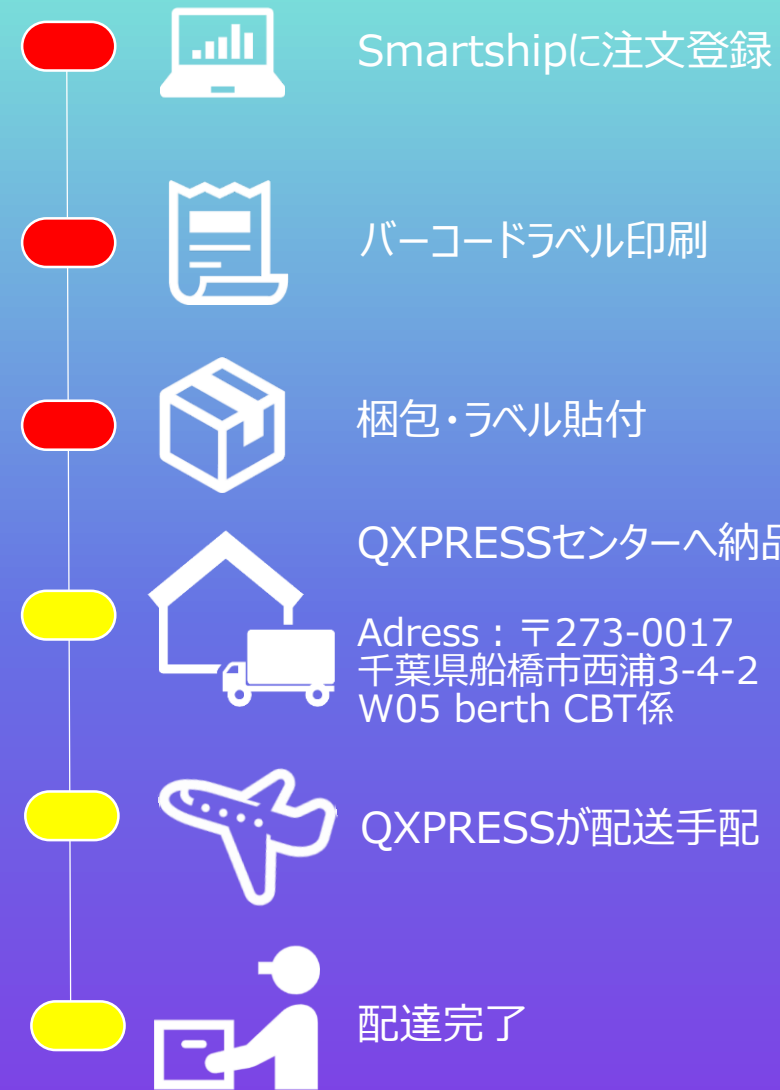 Smartshipに注文登録
バーコードラベル印刷
梱包・ラベル貼付
QXPRESSセンターへ納品
Adress：〒273-0017
千葉県船橋市西浦3-4-2
W05 berth CBT係
QXPRESSが配送手配
配達完了